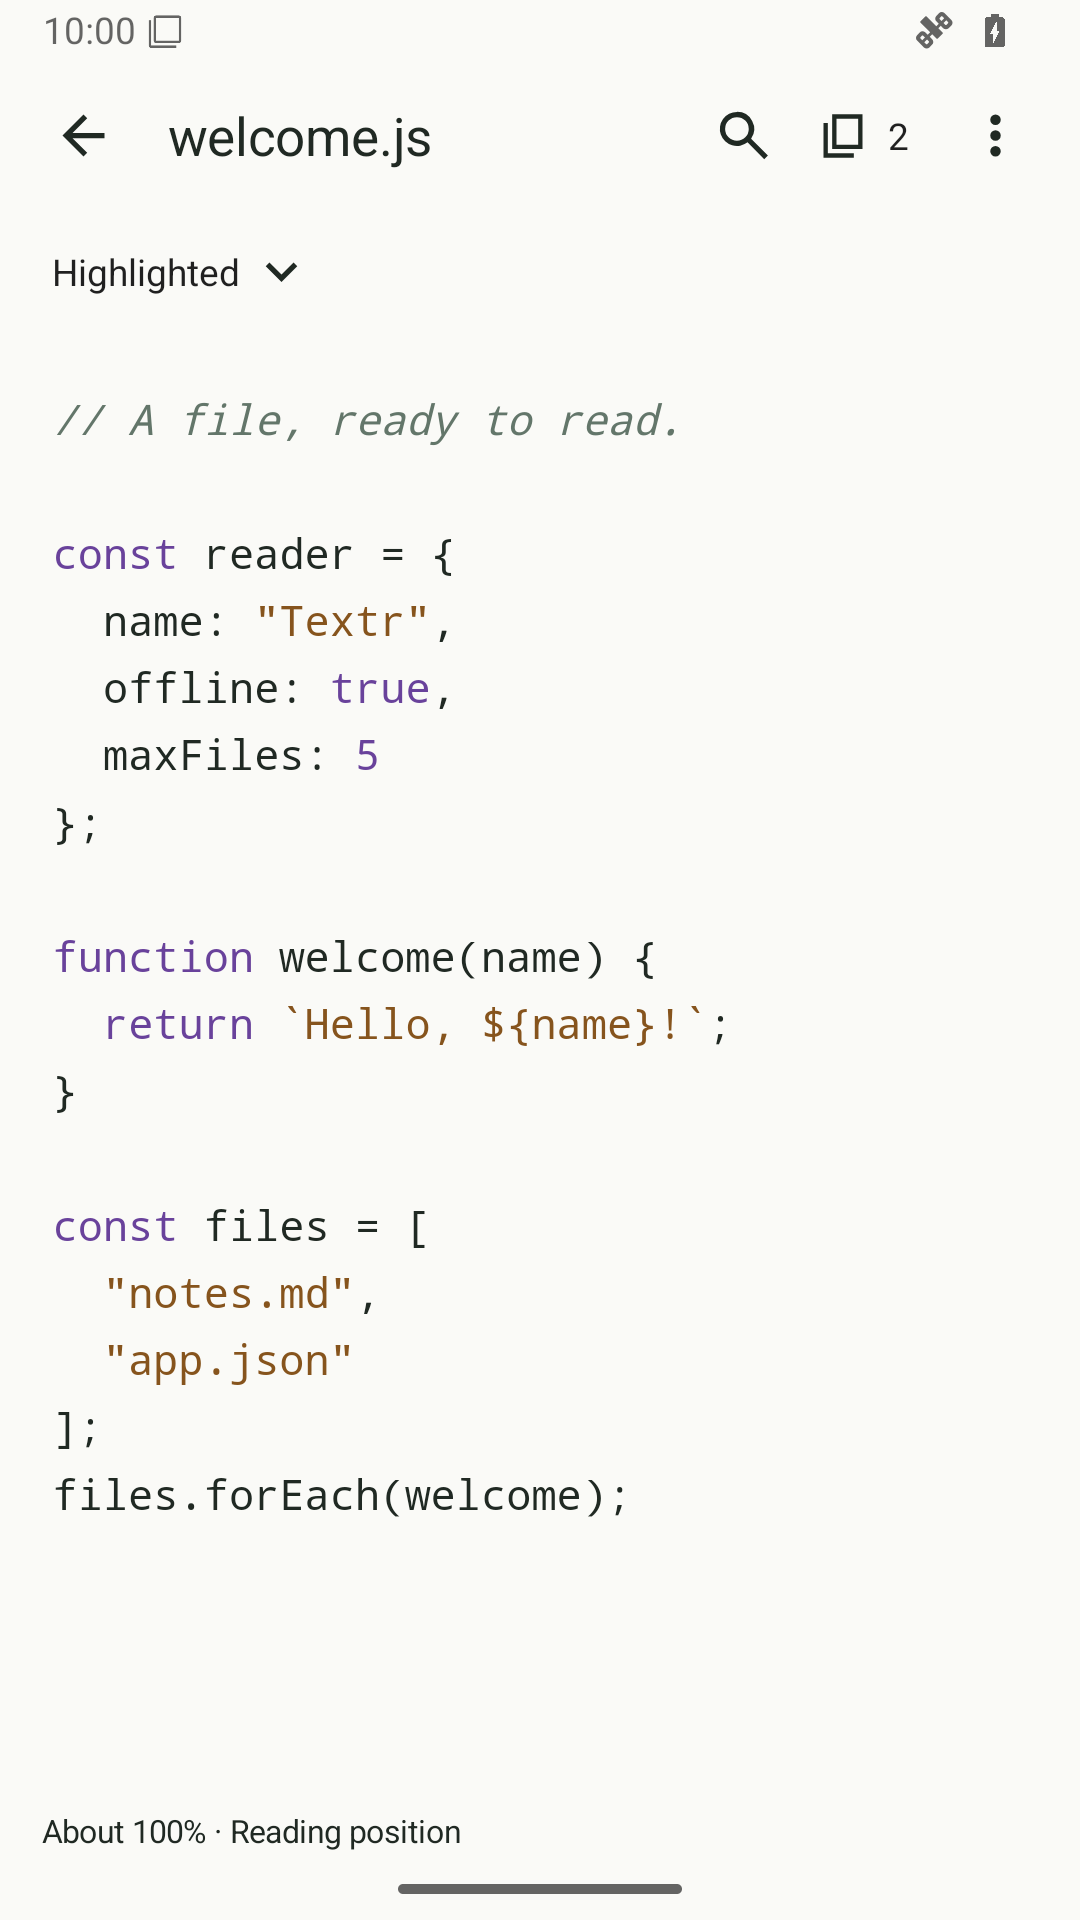 10:00
welcome.js
2
Highlighted
// A file, ready to read.
const reader = {
  name: "Textr",
  offline: true,
  maxFiles: 5
};
function welcome(name) {
  return `Hello, ${name}!`;
}
const files = [
  "notes.md",
  "app.json"
];
files.forEach(welcome);
About 100% · Reading position